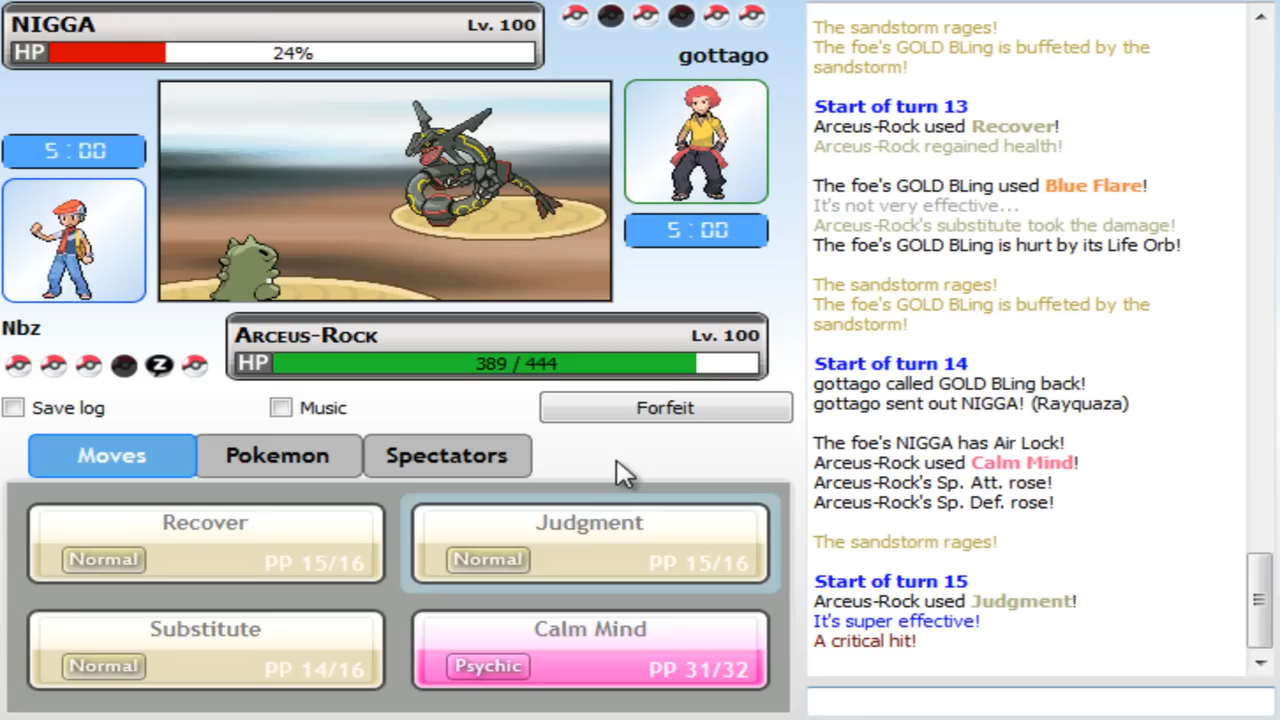 NIGGA
Lv. 100
HP
24%
gottago
5:00
5:00
Nbz
ARCEUS-ROCK
Lv. 100
HP
389 / 444
Z
Save log
Music
Forfeit
Moves
Pokemon
Spectators
Recover
Normal
PP 15/16
Judgment
Normal
PP 15/16
Substitute
Normal
PP 14/16
Calm Mind
Psychic
PP 31/32
The sandstorm rages!
The foe's GOLD BLing is buffeted by the
sandstorm!
Start of turn 13
Arceus-Rock used Recover!
Arceus-Rock regained health!
The foe's GOLD BLing used Blue Flare!
It's not very effective...
Arceus-Rock's substitute took the damage!
The foe's GOLD BLing is hurt by its Life Orb!
The sandstorm rages!
The foe's GOLD BLing is buffeted by the
sandstorm!
Start of turn 14
gottago called GOLD BLing back!
gottago sent out NIGGA! (Rayquaza)
The foe's NIGGA has Air Lock!
Arceus-Rock used Calm Mind!
Arceus-Rock's Sp. Att. rose!
Arceus-Rock's Sp. Def. rose!
The sandstorm rages!
Start of turn 15
Arceus-Rock used Judgment!
It's super effective!
A critical hit!